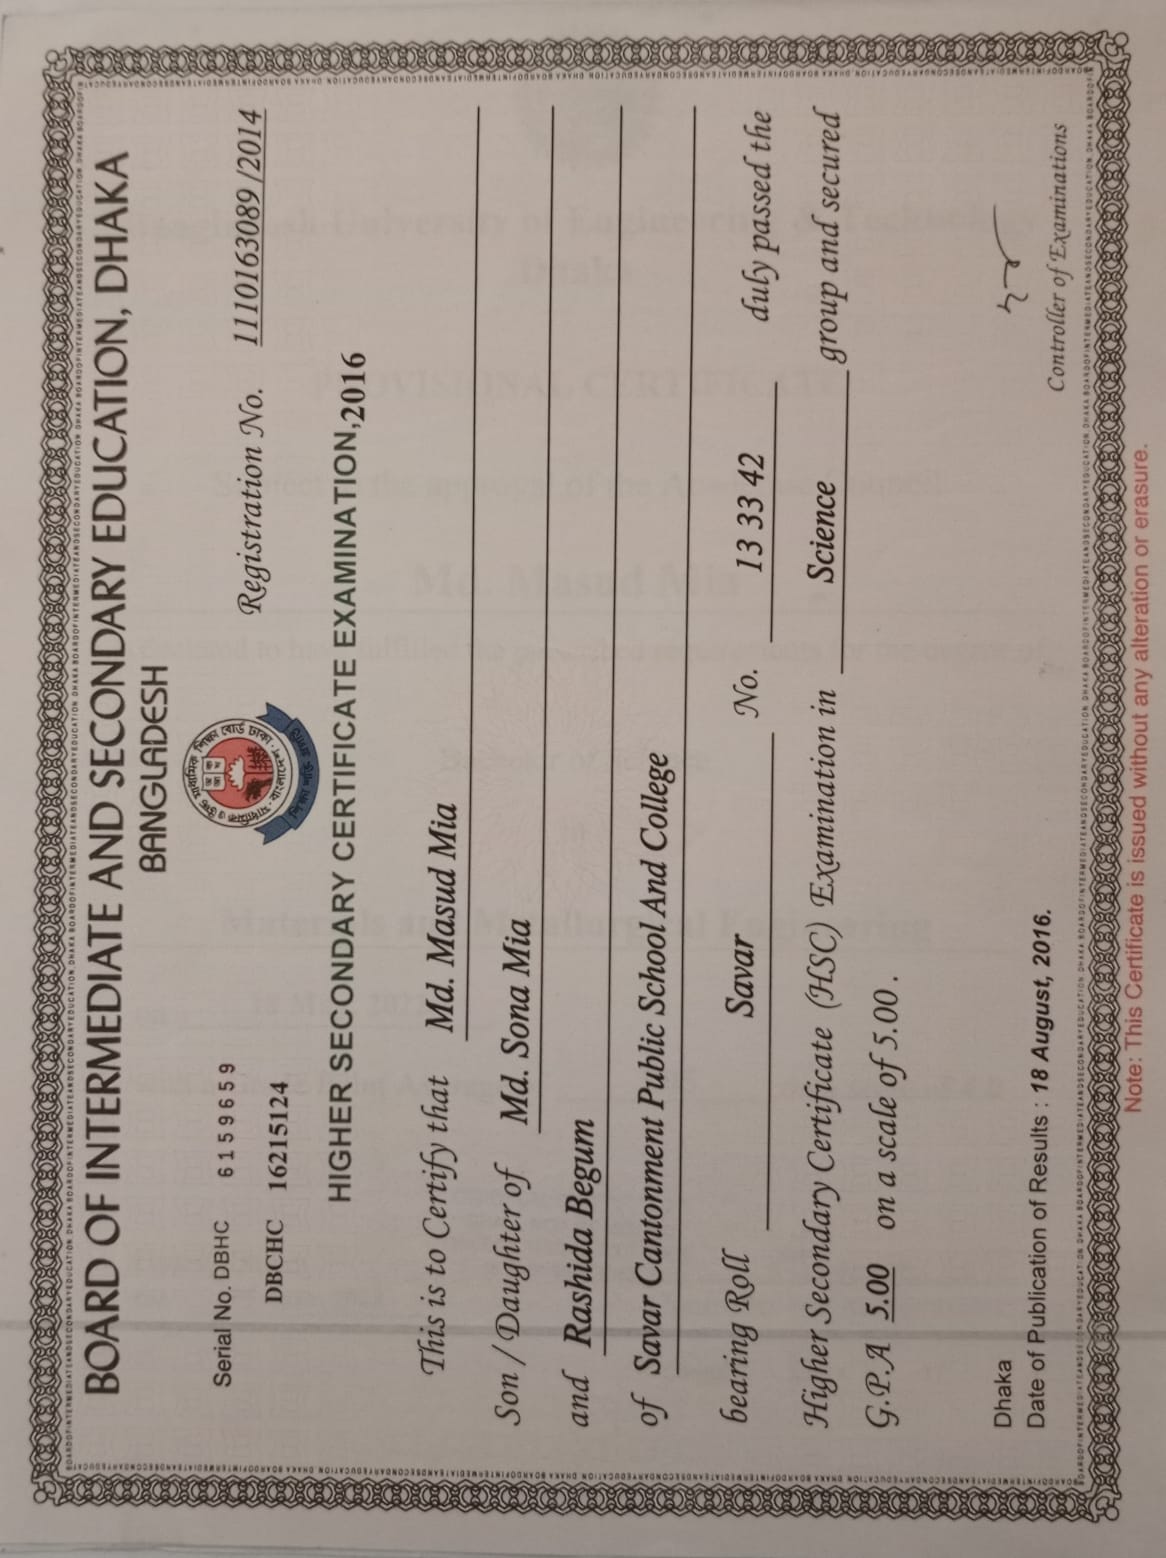 BOARD OF INTERMEDIATE AND SECONDARY EDUCATION, DHAKA
BANGLADESH
Serial No. DBHC 6159659
DBCHC 16215124
Registration No. 1110163089 /2014
মাধ্যমিক ও উচ্চ মাধ্যমিক শিক্ষা বোর্ড ঢাকা
বাংলাদেশ
শিক্ষা শক্তি প্রগতি
HIGHER SECONDARY CERTIFICATE EXAMINATION,2016
This is to Certify that Md. Masud Mia
Son / Daughter of Md. Sona Mia
and Rashida Begum
of Savar Cantonment Public School And College
bearing Roll Savar No. 13 33 42 duly passed the
Higher Secondary Certificate (HSC) Examination in Science group and secured
G.P.A 5.00 on a scale of 5.00 .
Dhaka
Date of Publication of Results : 18 August, 2016.
Controller of Examinations
Note: This Certificate is issued without any alteration or erasure.